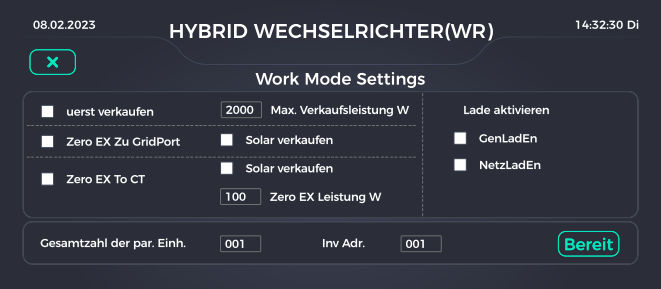 08.02.2023
HYBRID WECHSELRICHTER(WR)
14:32:30 Di
Work Mode Settings
uerst verkaufen
2000 Max. Verkaufsleistung W
Zero EX Zu GridPort
Solar verkaufen
Zero EX To CT
Solar verkaufen
100 Zero EX Leistung W
Lade aktivieren
GenLadEn
NetzLadEn
Gesamtzahl der par. Einh. 001
Inv Adr. 001
Bereit